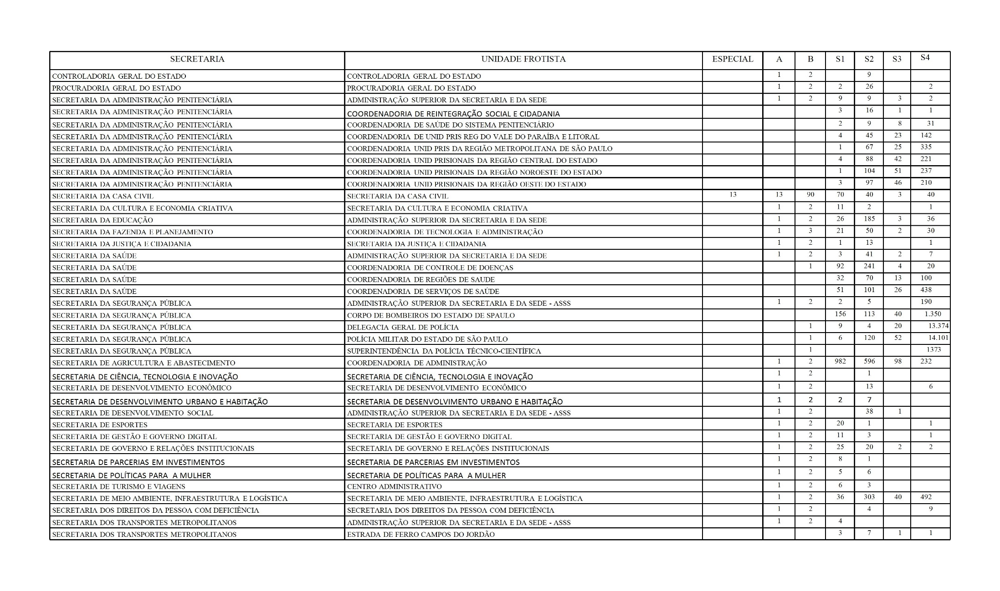 SECRETARIA UNIDADE FROTISTA ESPECIAL A B S1 S2 S3 S4
CONTROLADORIA GERAL DO ESTADO CONTROLADORIA GERAL DO ESTADO 1 2 9
PROCURADORIA GERAL DO ESTADO PROCURADORIA GERAL DO ESTADO 1 2 2 26 2
SECRETARIA DA ADMINISTRAÇÃO PENITENCIÁRIA ADMINISTRAÇÃO SUPERIOR DA SECRETARIA E DA SEDE 1 2 9 9 3 2
SECRETARIA DA ADMINISTRAÇÃO PENITENCIÁRIA COORDENADORIA DE REINTEGRAÇÃO SOCIAL E CIDADANIA 3 16 1 1
SECRETARIA DA ADMINISTRAÇÃO PENITENCIÁRIA COORDENADORIA DE SAÚDE DO SISTEMA PENITENCIÁRIO 2 9 8 31
SECRETARIA DA ADMINISTRAÇÃO PENITENCIÁRIA COORDENADORIA DE UNID PRIS REG DO VALE DO PARAÍBA E LITORAL 4 45 23 142
SECRETARIA DA ADMINISTRAÇÃO PENITENCIÁRIA COORDENADORIA UNID PRIS DA REGIÃO METROPOLITANA DE SÃO PAULO 1 67 25 335
SECRETARIA DA ADMINISTRAÇÃO PENITENCIÁRIA COORDENADORIA UNID PRISIONAIS DA REGIÃO CENTRAL DO ESTADO 4 88 42 221
SECRETARIA DA ADMINISTRAÇÃO PENITENCIÁRIA COORDENADORIA UNID PRISIONAIS DA REGIÃO NOROESTE DO ESTADO 1 104 51 237
SECRETARIA DA ADMINISTRAÇÃO PENITENCIÁRIA COORDENADORIA UNID PRISIONAIS DA REGIÃO OESTE DO ESTADO 3 97 46 210
SECRETARIA DA CASA CIVIL SECRETARIA DA CASA CIVIL 13 13 90 70 40 3 40
SECRETARIA DA CULTURA E ECONOMIA CRIATIVA SECRETARIA DA CULTURA E ECONOMIA CRIATIVA 1 2 11 2 1
SECRETARIA DA EDUCAÇÃO ADMINISTRAÇÃO SUPERIOR DA SECRETARIA E DA SEDE 1 2 26 185 3 36
SECRETARIA DA FAZENDA E PLANEJAMENTO COORDENADORIA DE TECNOLOGIA E ADMINISTRAÇÃO 1 3 21 50 2 30
SECRETARIA DA JUSTIÇA E CIDADANIA SECRETARIA DA JUSTIÇA E CIDADANIA 1 2 1 13 1
SECRETARIA DA SAÚDE ADMINISTRAÇÃO SUPERIOR DA SECRETARIA E DA SEDE 1 2 3 41 2 7
SECRETARIA DA SAÚDE COORDENADORIA DE CONTROLE DE DOENÇAS 1 92 241 4 20
SECRETARIA DA SAÚDE COORDENADORIA DE REGIÕES DE SAUDE 32 70 13 100
SECRETARIA DA SAÚDE COORDENADORIA DE SERVIÇOS DE SAÚDE 51 101 26 438
SECRETARIA DA SEGURANÇA PÚBLICA ADMINISTRAÇÃO SUPERIOR DA SECRETARIA E DA SEDE - ASSS 1 2 2 5 190
SECRETARIA DA SEGURANÇA PÚBLICA CORPO DE BOMBEIROS DO ESTADO DE SPAULO 156 113 40 1.350
SECRETARIA DA SEGURANÇA PÚBLICA DELEGACIA GERAL DE POLÍCIA 1 9 4 20 13.374
SECRETARIA DA SEGURANÇA PÚBLICA POLÍCIA MILITAR DO ESTADO DE SÃO PAULO 1 6 120 52 14.101
SECRETARIA DA SEGURANÇA PÚBLICA SUPERINTENDÊNCIA DA POLÍCIA TÉCNICO-CIENTÍFICA 1 1373
SECRETARIA DE AGRICULTURA E ABASTECIMENTO COORDENADORIA DE ADMINISTRAÇÃO 1 2 982 596 98 232
SECRETARIA DE CIÊNCIA, TECNOLOGIA E INOVAÇÃO SECRETARIA DE CIÊNCIA, TECNOLOGIA E INOVAÇÃO 1 2 1
SECRETARIA DE DESENVOLVIMENTO ECONÔMICO SECRETARIA DE DESENVOLVIMENTO ECONÔMICO 1 2 13 6
SECRETARIA DE DESENVOLVIMENTO URBANO E HABITAÇÃO SECRETARIA DE DESENVOLVIMENTO URBANO E HABITAÇÃO 1 2 2 7
SECRETARIA DE DESENVOLVIMENTO SOCIAL ADMINISTRAÇÃO SUPERIOR DA SECRETARIA E DA SEDE - ASSS 1 2 38 1
SECRETARIA DE ESPORTES SECRETARIA DE ESPORTES 1 2 20 1 1
SECRETARIA DE GESTÃO E GOVERNO DIGITAL SECRETARIA DE GESTÃO E GOVERNO DIGITAL 1 2 11 3 1
SECRETARIA DE GOVERNO E RELAÇÕES INSTITUCIONAIS SECRETARIA DE GOVERNO E RELAÇÕES INSTITUCIONAIS 1 2 25 20 2 2
SECRETARIA DE PARCERIAS EM INVESTIMENTOS SECRETARIA DE PARCERIAS EM INVESTIMENTOS 1 2 8 1
SECRETARIA DE POLÍTICAS PARA A MULHER SECRETARIA DE POLÍTICAS PARA A MULHER 1 2 5 6
SECRETARIA DE TURISMO E VIAGENS CENTRO ADMINISTRATIVO 1 2 6 3
SECRETARIA DE MEIO AMBIENTE, INFRAESTRUTURA E LOGÍSTICA SECRETARIA DE MEIO AMBIENTE, INFRAESTRUTURA E LOGÍSTICA 1 2 36 303 40 492
SECRETARIA DOS DIREITOS DA PESSOA COM DEFICIÊNCIA SECRETARIA DOS DIREITOS DA PESSOA COM DEFICIÊNCIA 1 2 4 9
SECRETARIA DOS TRANSPORTES METROPOLITANOS ADMINISTRAÇÃO SUPERIOR DA SECRETARIA E DA SEDE - ASSS 1 2 4
SECRETARIA DOS TRANSPORTES METROPOLITANOS ESTRADA DE FERRO CAMPOS DO JORDÃO 3 7 1 1